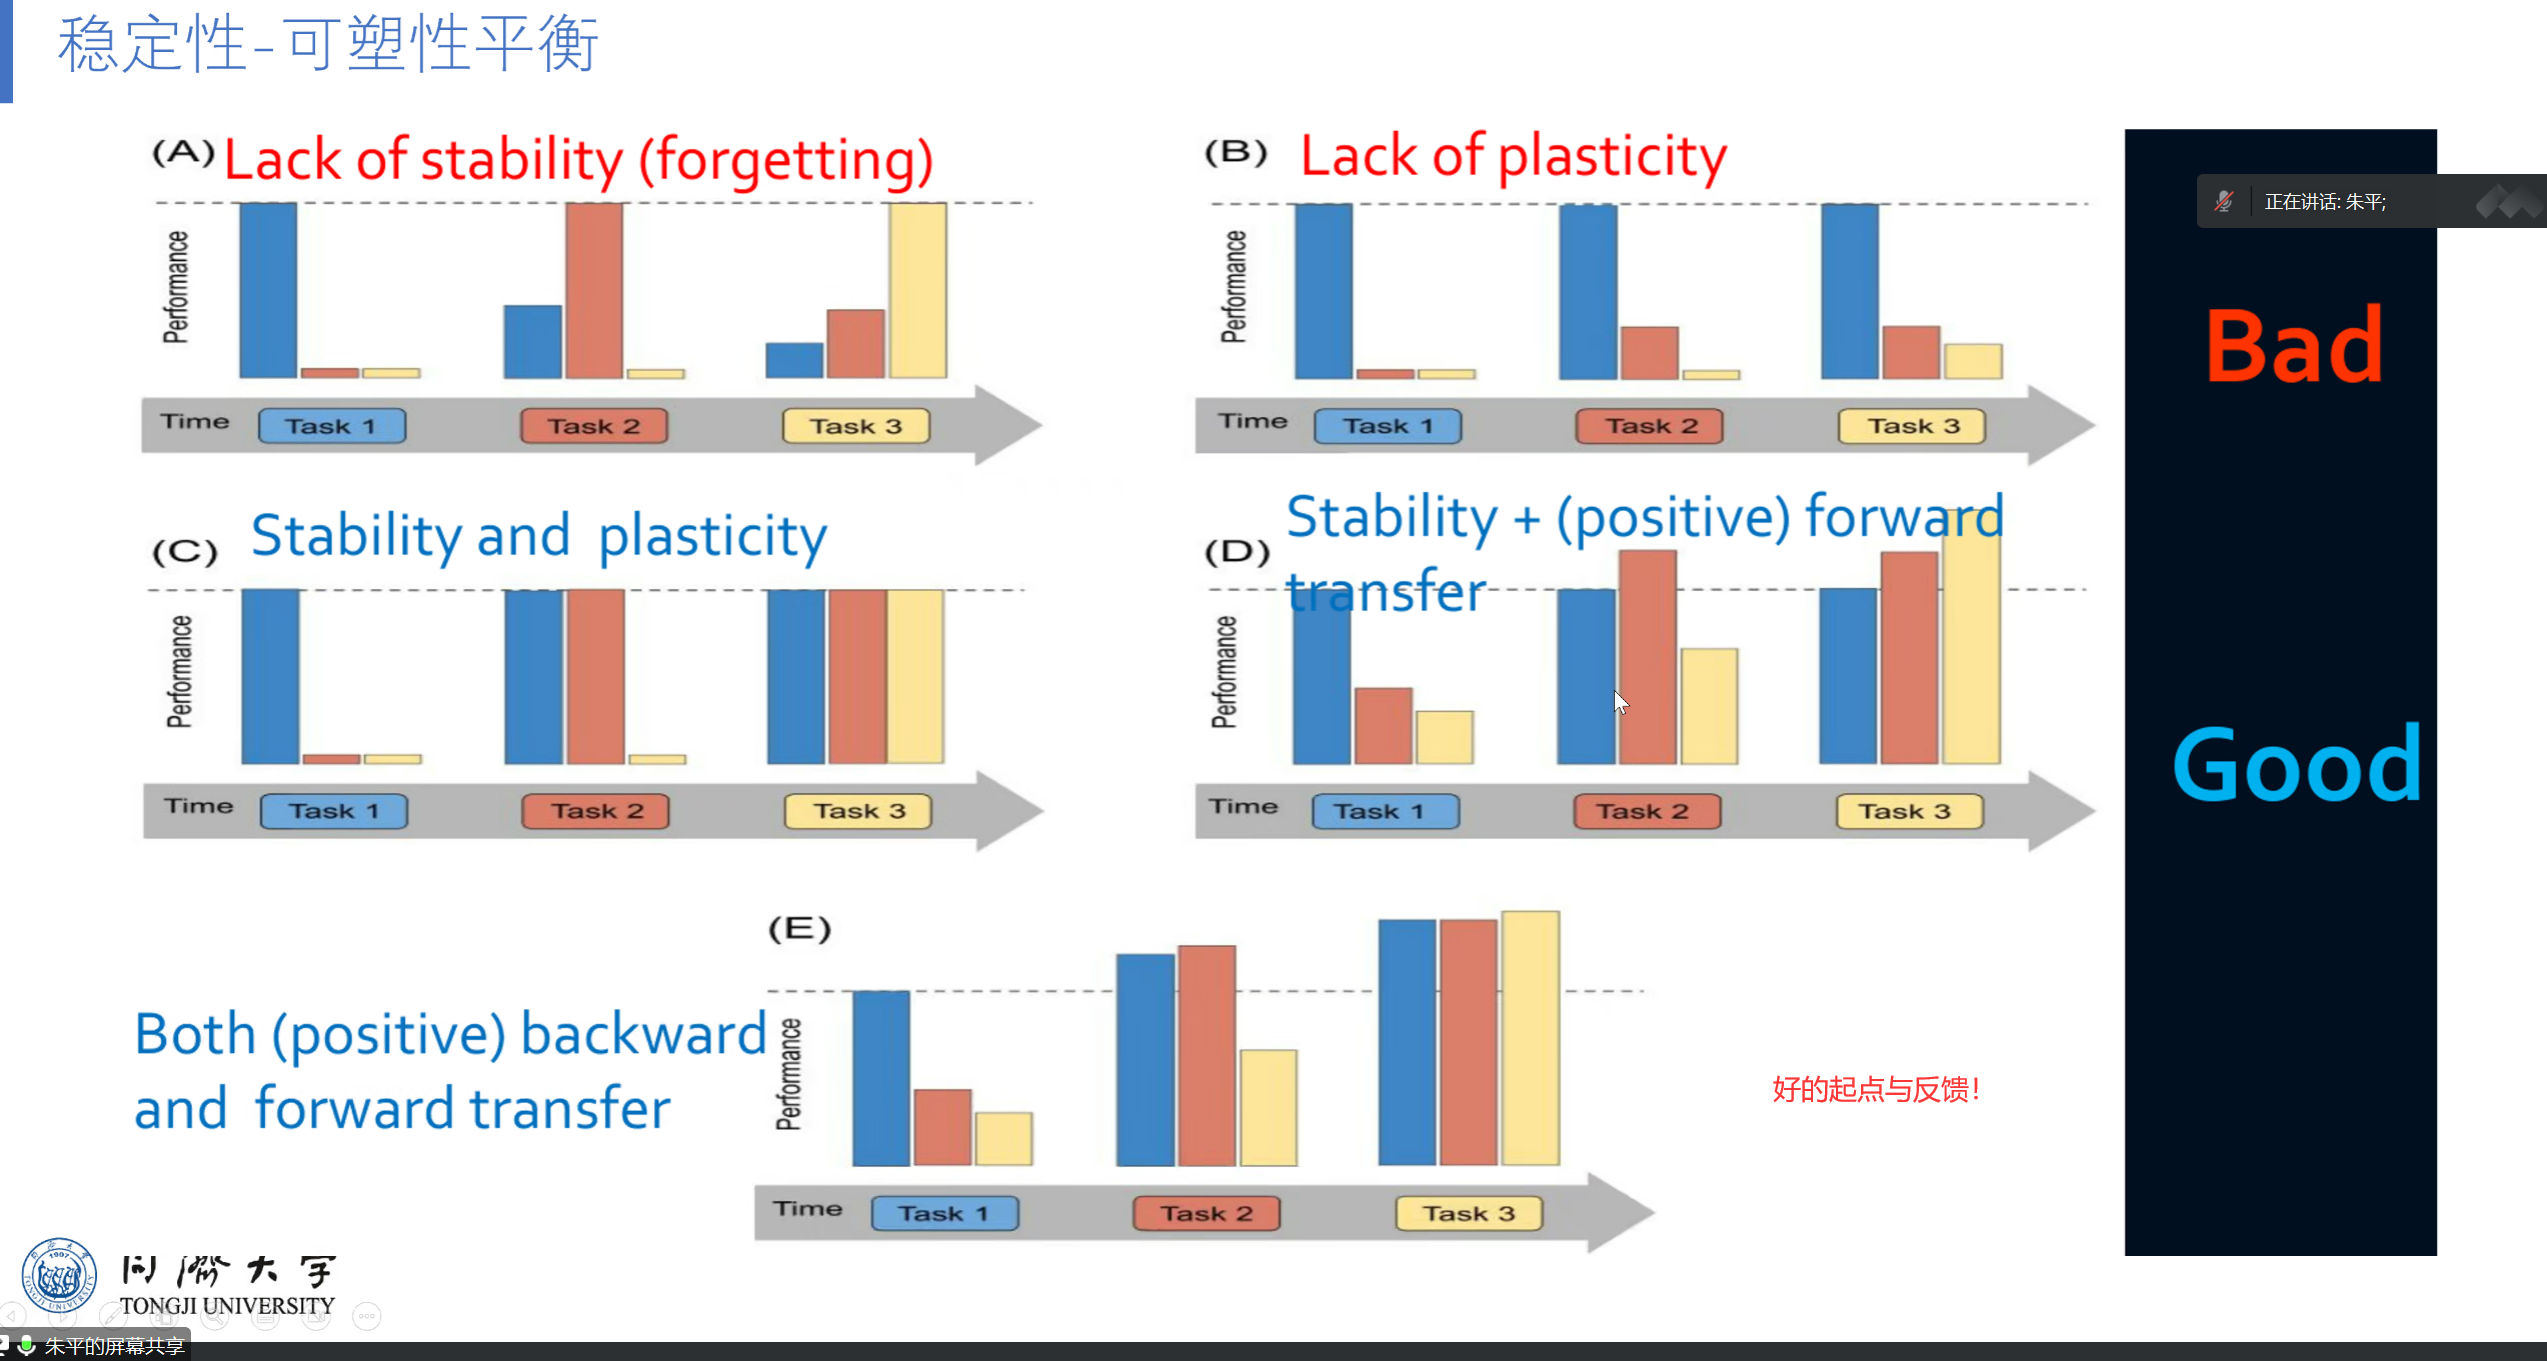 稳定性-可塑性平衡
(A) Lack of stability (forgetting)
Performance
Time Task 1 Task 2 Task 3
(B) Lack of plasticity
Performance
Time Task 1 Task 2 Task 3
Bad
正在讲话: 朱平;
(C) Stability and plasticity
Performance
Time Task 1 Task 2 Task 3
(D) Stability + (positive) forward
transfer
Performance
Time Task 1 Task 2 Task 3
Good
(E)
Both (positive) backward
and forward transfer
Performance
Time Task 1 Task 2 Task 3
好的起点与反馈!
同济大学
TONGJI UNIVERSITY
1907
朱平的屏幕共享